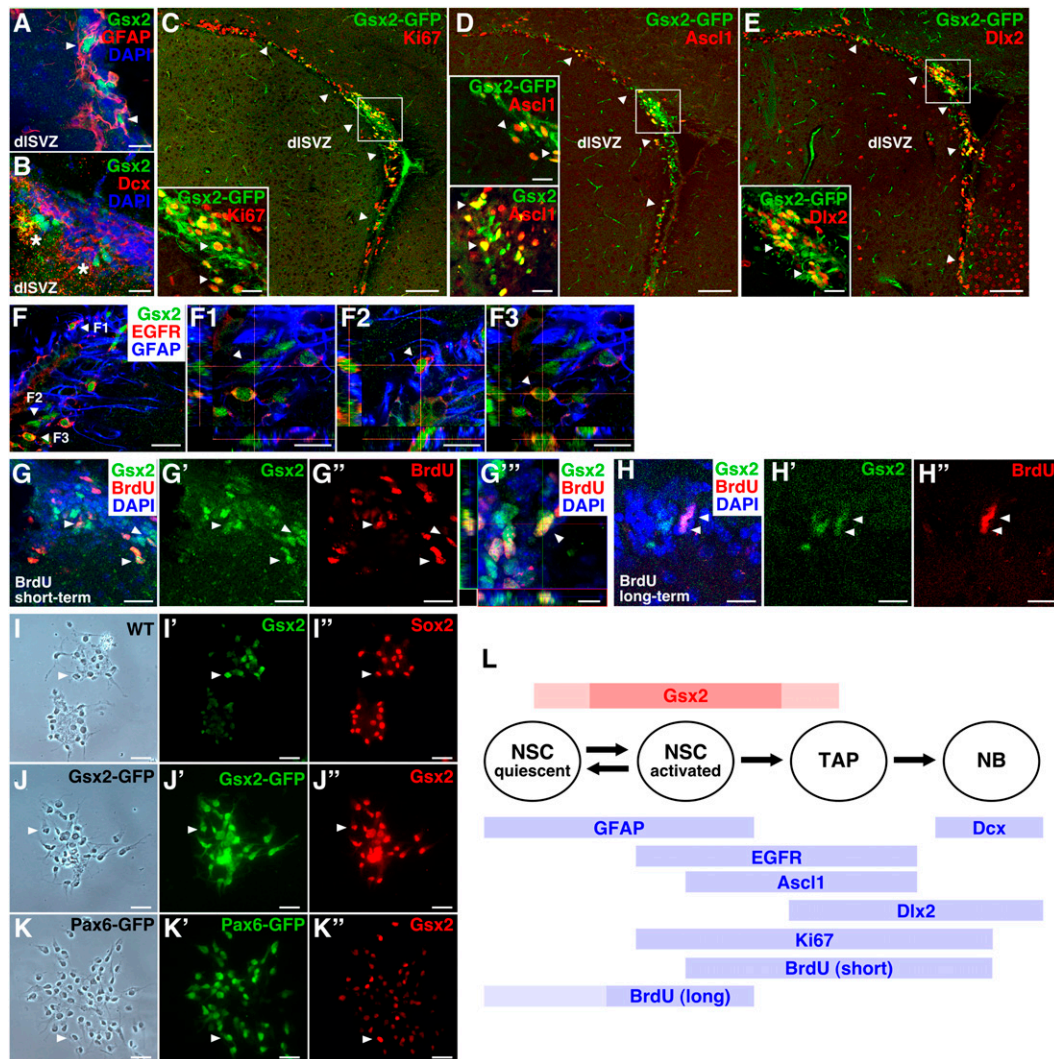 A
Gsx2
GFAP
DAPI
dlSVZ
B
Gsx2
Dcx
DAPI
*
*
dlSVZ
C
Gsx2-GFP
Ki67
dlSVZ
Gsx2-GFP
Ki67
D
Gsx2-GFP
Ascl1
Gsx2-GFP
Ascl1
dlSVZ
Gsx2
Ascl1
E
Gsx2-GFP
Dlx2
dlSVZ
Gsx2-GFP
Dlx2
F
Gsx2
EGFR
GFAP
F1
F2
F3
F1
F2
F3
G
Gsx2
BrdU
DAPI
BrdU
short-term
G'
Gsx2
G''
BrdU
G'''
Gsx2
BrdU
DAPI
H
Gsx2
BrdU
DAPI
BrdU
long-term
H'
Gsx2
H''
BrdU
I
WT
I'
Gsx2
I''
Sox2
J
Gsx2-GFP
J'
Gsx2-GFP
J''
Gsx2
K
Pax6-GFP
K'
Pax6-GFP
K''
Gsx2
L
Gsx2
NSC
quiescent
NSC
activated
TAP
NB
GFAP
Dcx
EGFR
Ascl1
Dlx2
Ki67
BrdU (short)
BrdU (long)